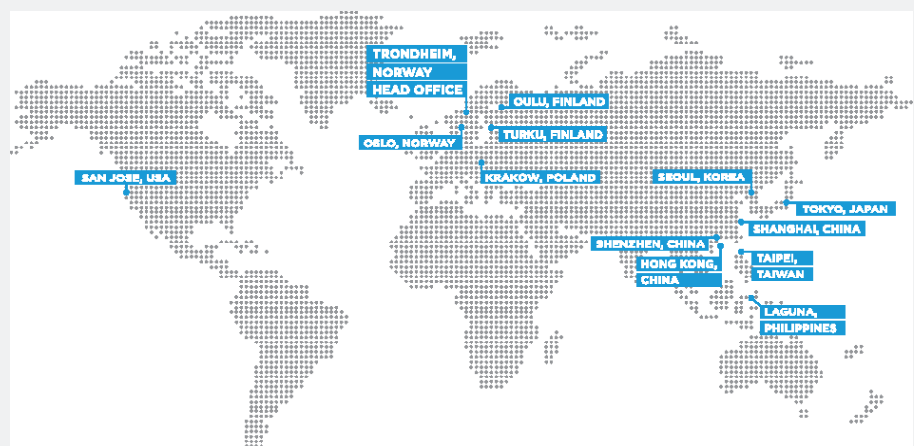 TRONDHEIM,
NORWAY
HEAD OFFICE
OULU, FINLAND
TURKU, FINLAND
OSLO, NORWAY
SAN JOSE, USA
KRAKOW, POLAND
SEOUL, KOREA
TOKYO, JAPAN
SHANGHAI, CHINA
SHENZHEN, CHINA
HONG KONG,
CHINA
TAIPEI,
TAIWAN
LAGUNA,
PHILIPPINES